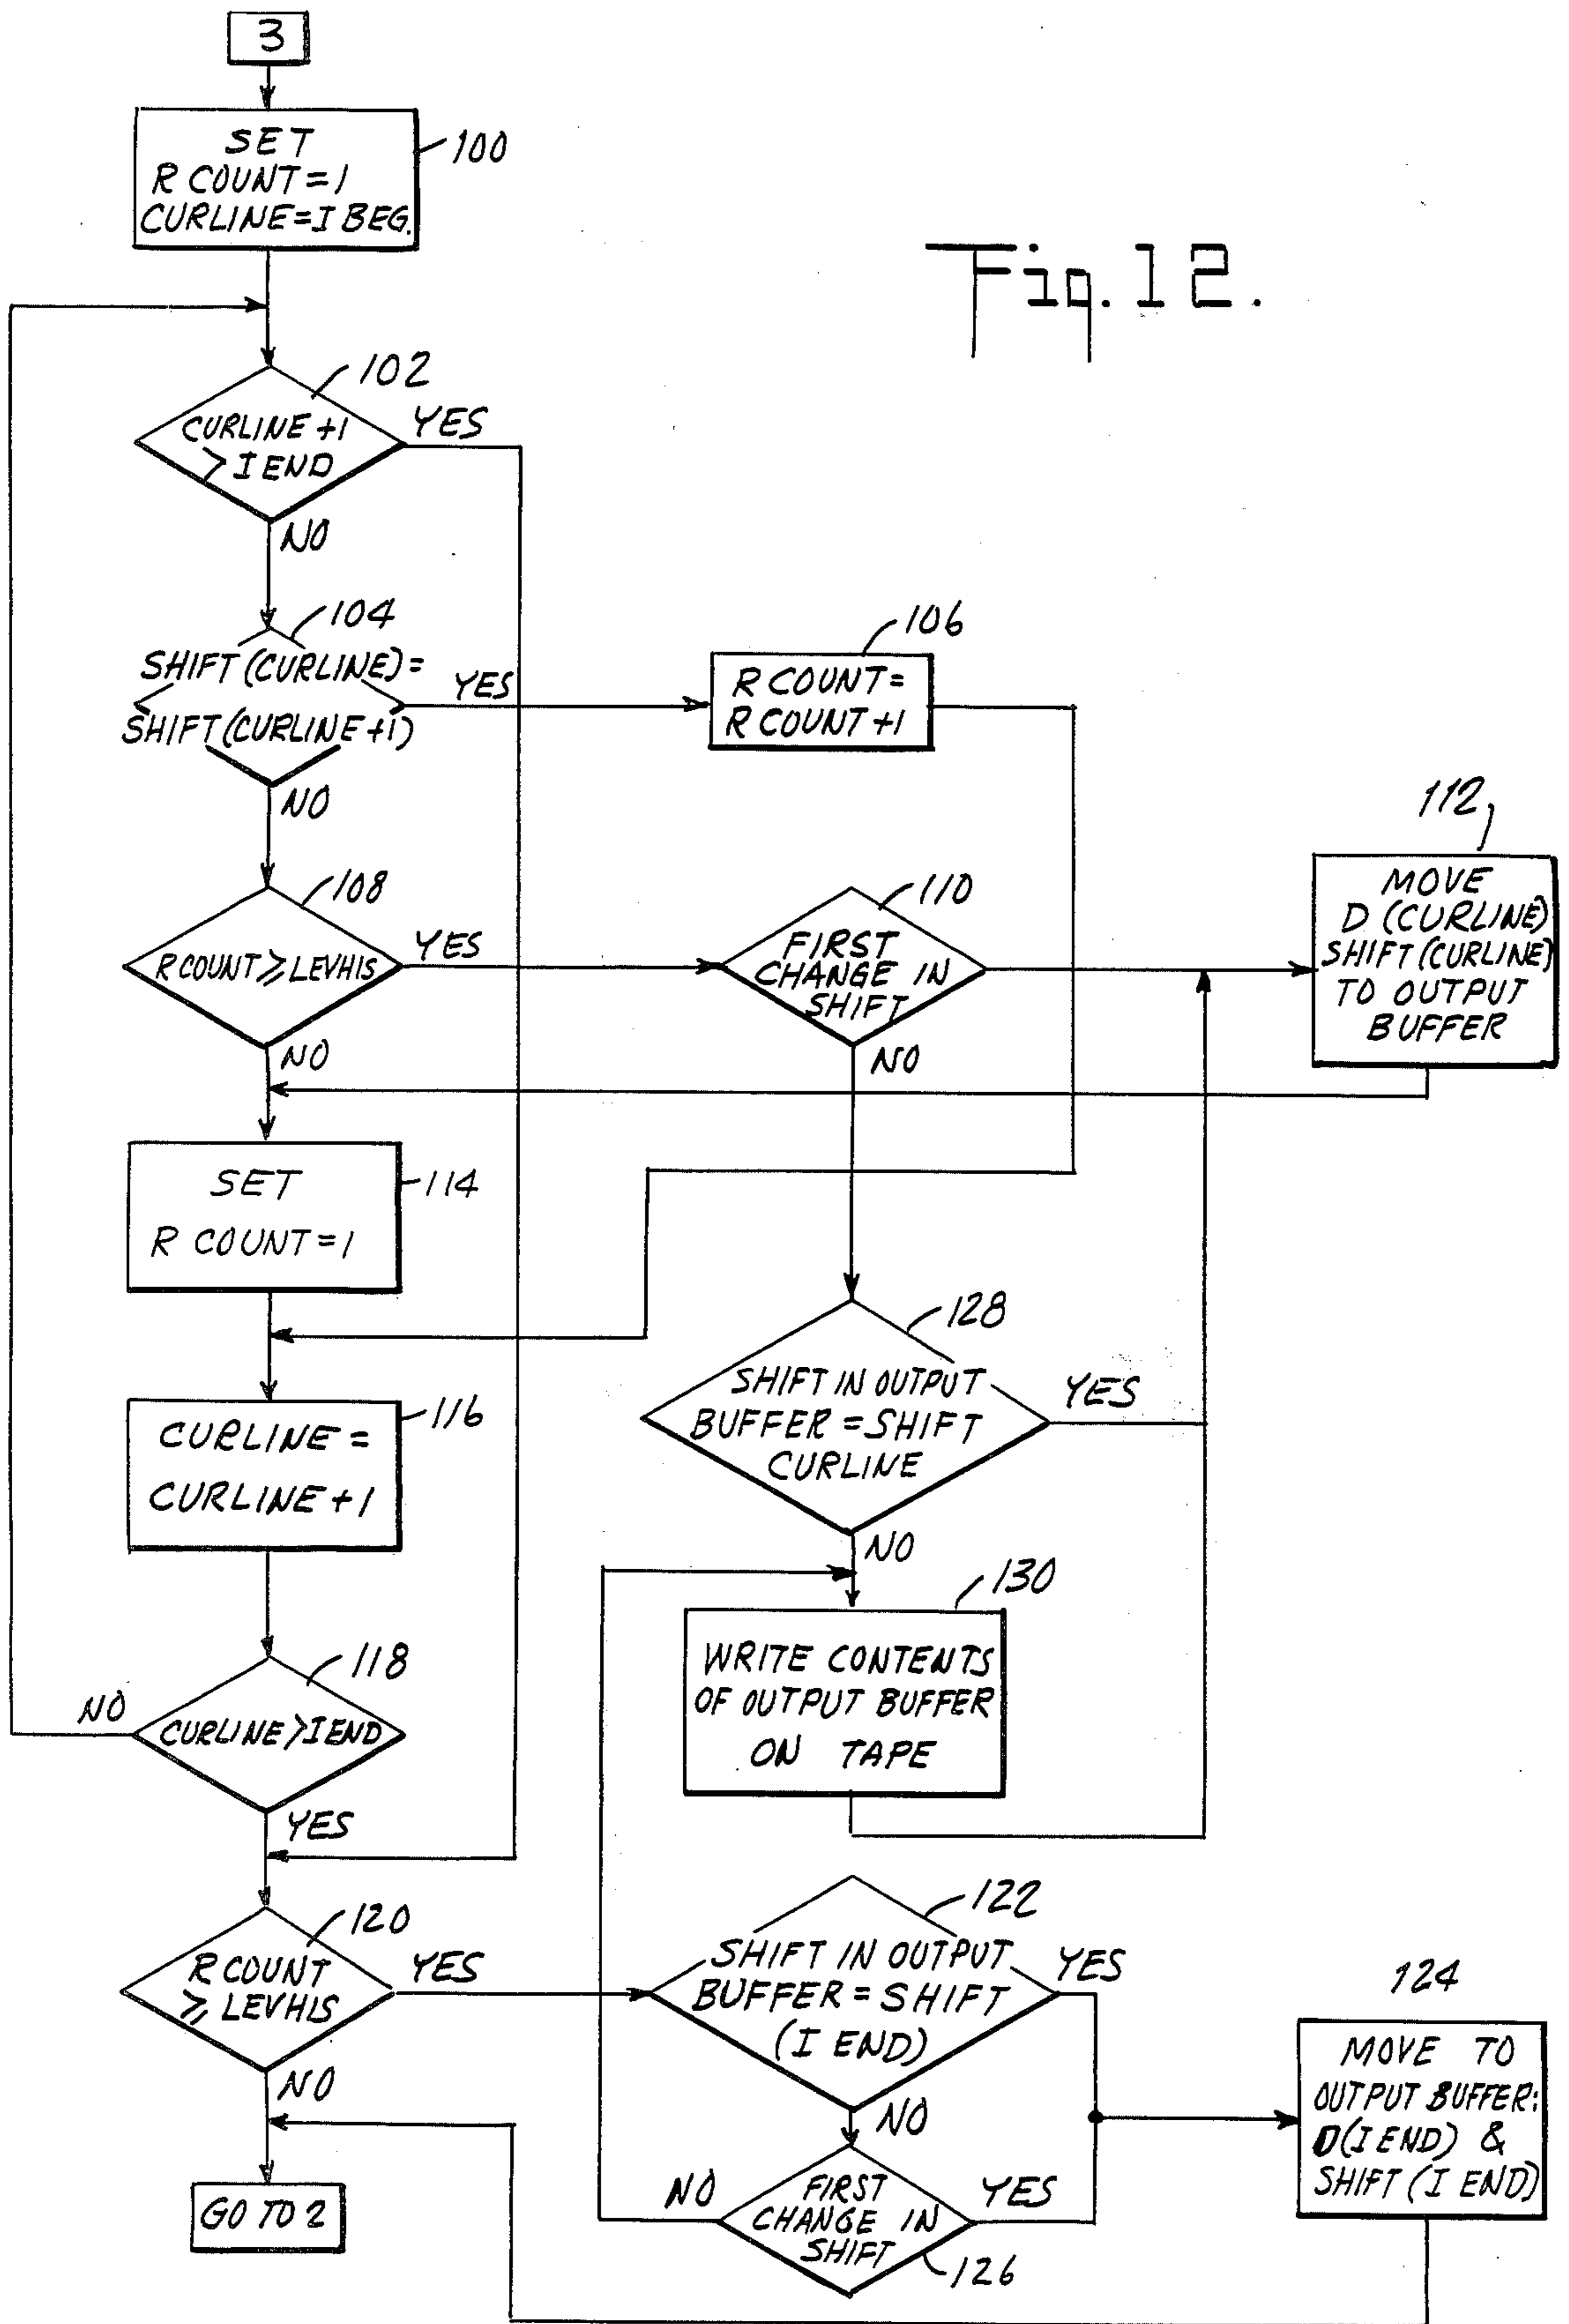 3
SET
R COUNT=1
CURLINE=I BEG.
100
Fig. 12.
102
CURLINE +1
> I END
YES
NO
104
SHIFT (CURLINE) =
SHIFT (CURLINE +1)
YES
NO
106
R COUNT =
R COUNT +1
108
R COUNT ≥ LEVHIS
YES
NO
110
FIRST
CHANGE IN
SHIFT
NO
112
MOVE
D (CURLINE)
SHIFT (CURLINE)
TO OUTPUT
BUFFER
SET
R COUNT=1
114
CURLINE =
CURLINE +1
116
128
SHIFT IN OUTPUT
BUFFER = SHIFT
CURLINE
YES
NO
118
CURLINE > I END
NO
YES
130
WRITE CONTENTS
OF OUTPUT BUFFER
ON TAPE
120
R COUNT
≥ LEVHIS
YES
NO
122
SHIFT IN OUTPUT
BUFFER = SHIFT
(I END)
YES
NO
124
MOVE TO
OUTPUT BUFFER:
D(I END) &
SHIFT (I END)
FIRST
CHANGE IN
SHIFT
NO
YES
126
GO TO 2